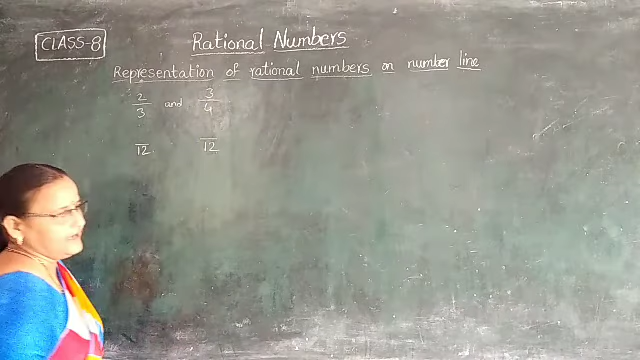 CLASS-8
Rational Numbers
Representation of rational numbers on number line
2/3 and 3/4
/12 /12